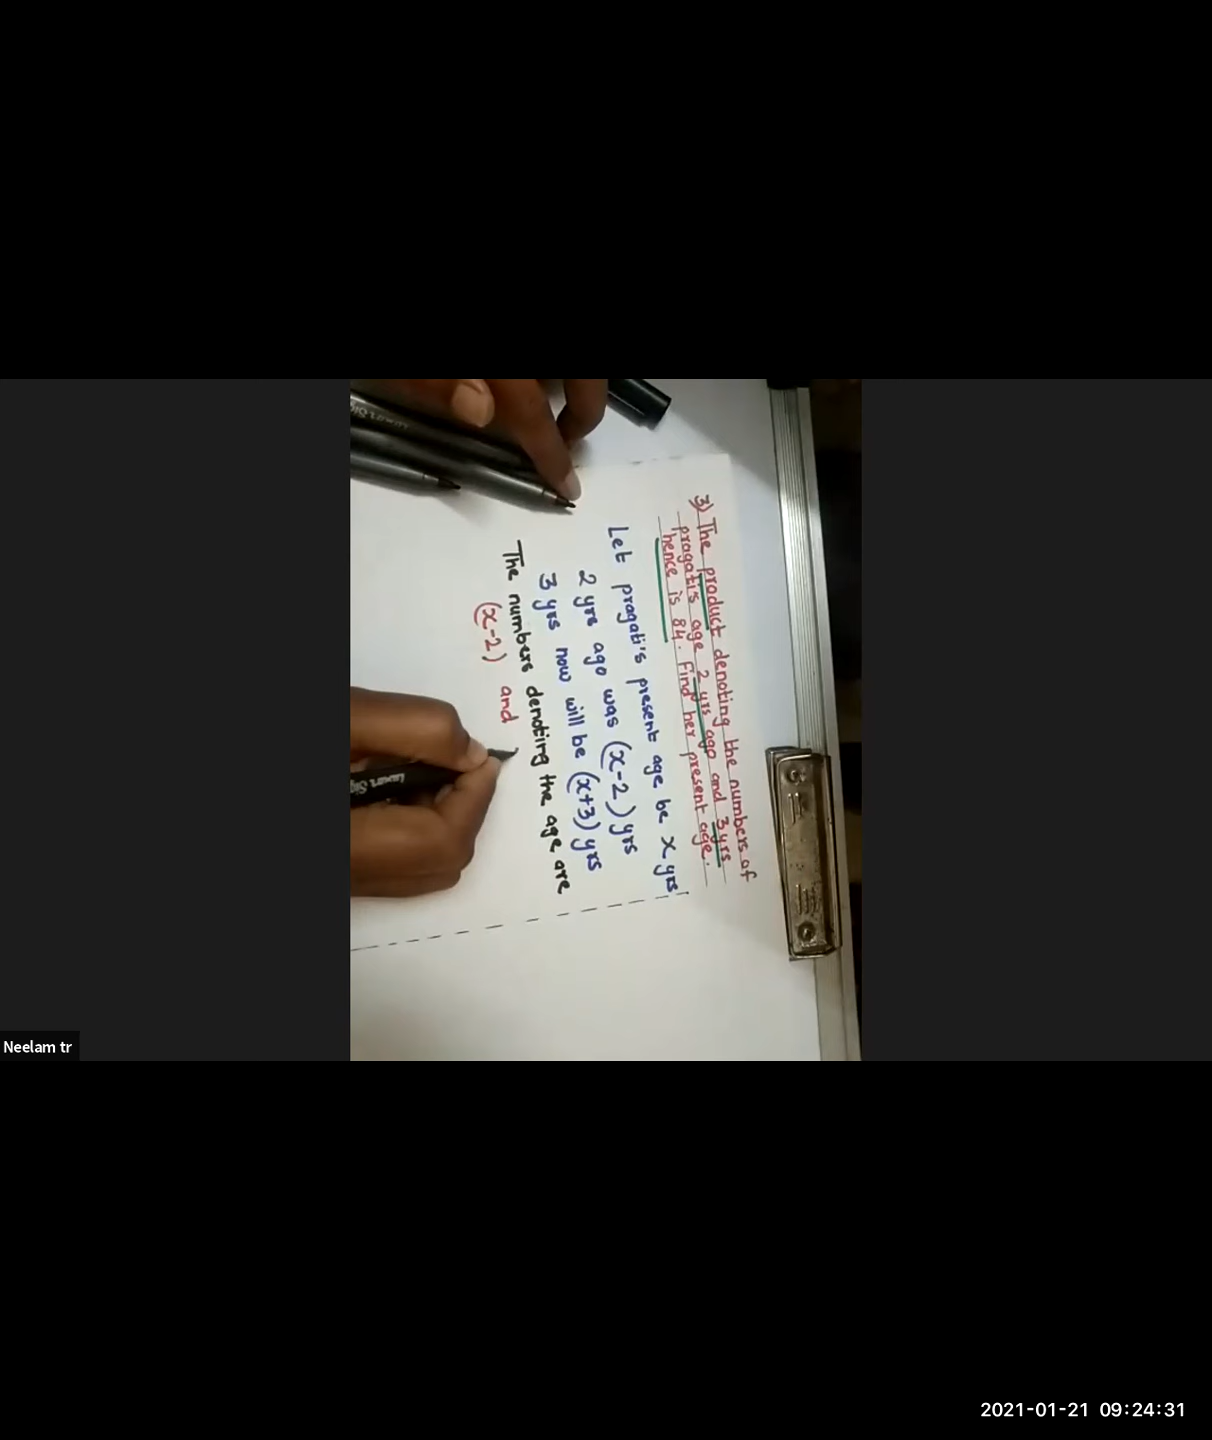 3) The product denoting the numbers of
pragati's age 2 yrs ago and 3 yrs
hence is 84. Find her present age.
Let pragati's present age be x yrs
2 yrs ago was (x-2) yrs
3 yrs now will be (x+3) yrs
The numbers denoting the age are
(x-2) and
Neelam tr
2021-01-21 09:24:31